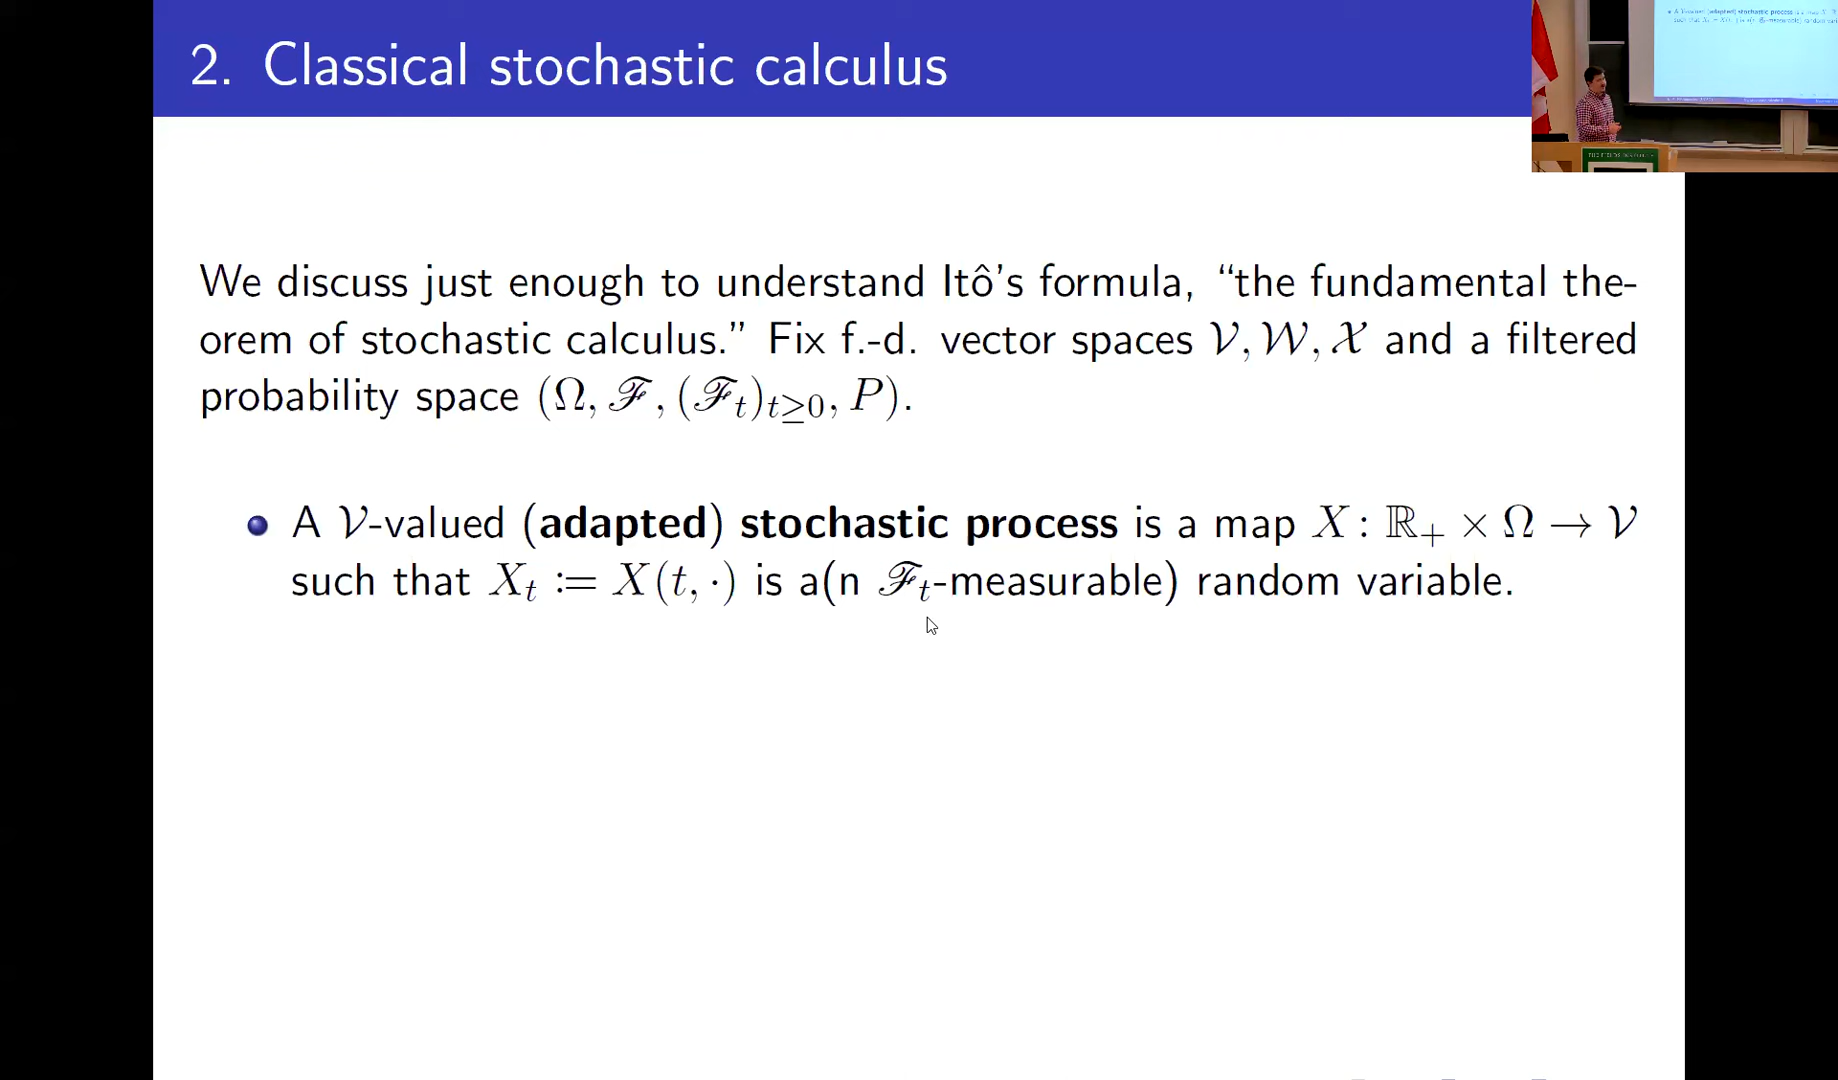 2. Classical stochastic calculus
We discuss just enough to understand Itô's formula, “the fundamental the-
orem of stochastic calculus.” Fix f.-d. vector spaces 𝒱, 𝒲, 𝒳 and a filtered
probability space (Ω, ℱ, (ℱ_t)_{t≥0}, P).
A 𝒱-valued (adapted) stochastic process is a map X : ℝ₊ × Ω → 𝒱
such that X_t := X(t, ·) is a(n ℱ_t-measurable) random variable.